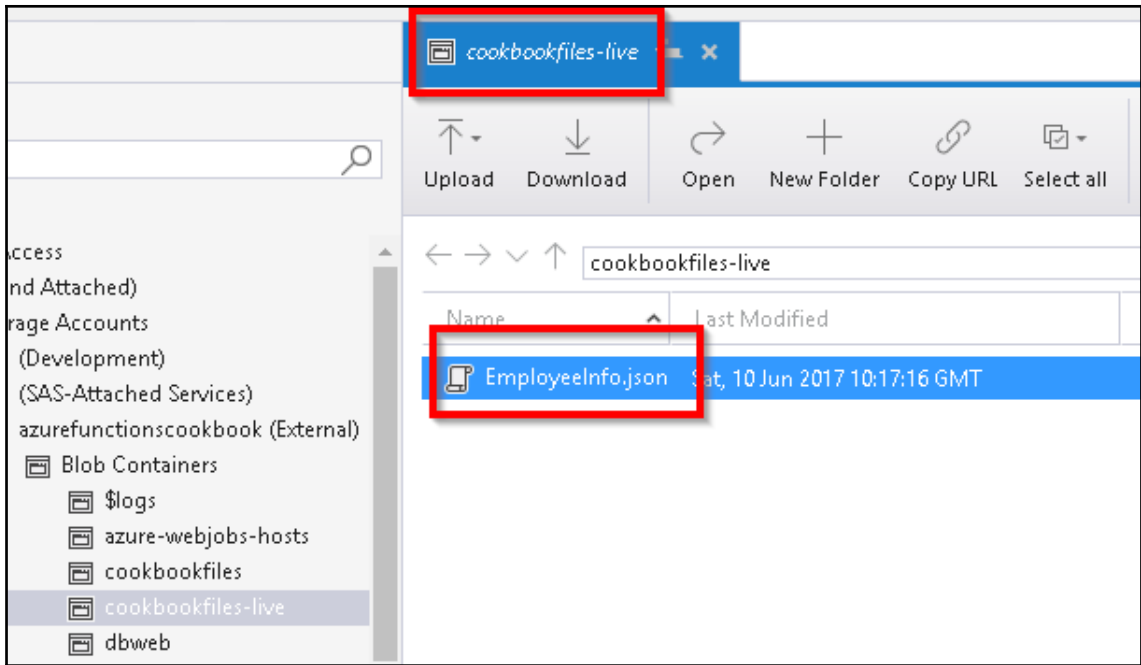 cookbookfiles-live
Upload Download Open New Folder Copy URL Select all
cookbookfiles-live
Name Last Modified
EmployeeInfo.json Sat, 10 Jun 2017 10:17:16 GMT
ccess
nd Attached)
rage Accounts
(Development)
(SAS-Attached Services)
azurefunctionscookbook (External)
Blob Containers
$logs
azure-webjobs-hosts
cookbookfiles
cookbookfiles-live
dbweb